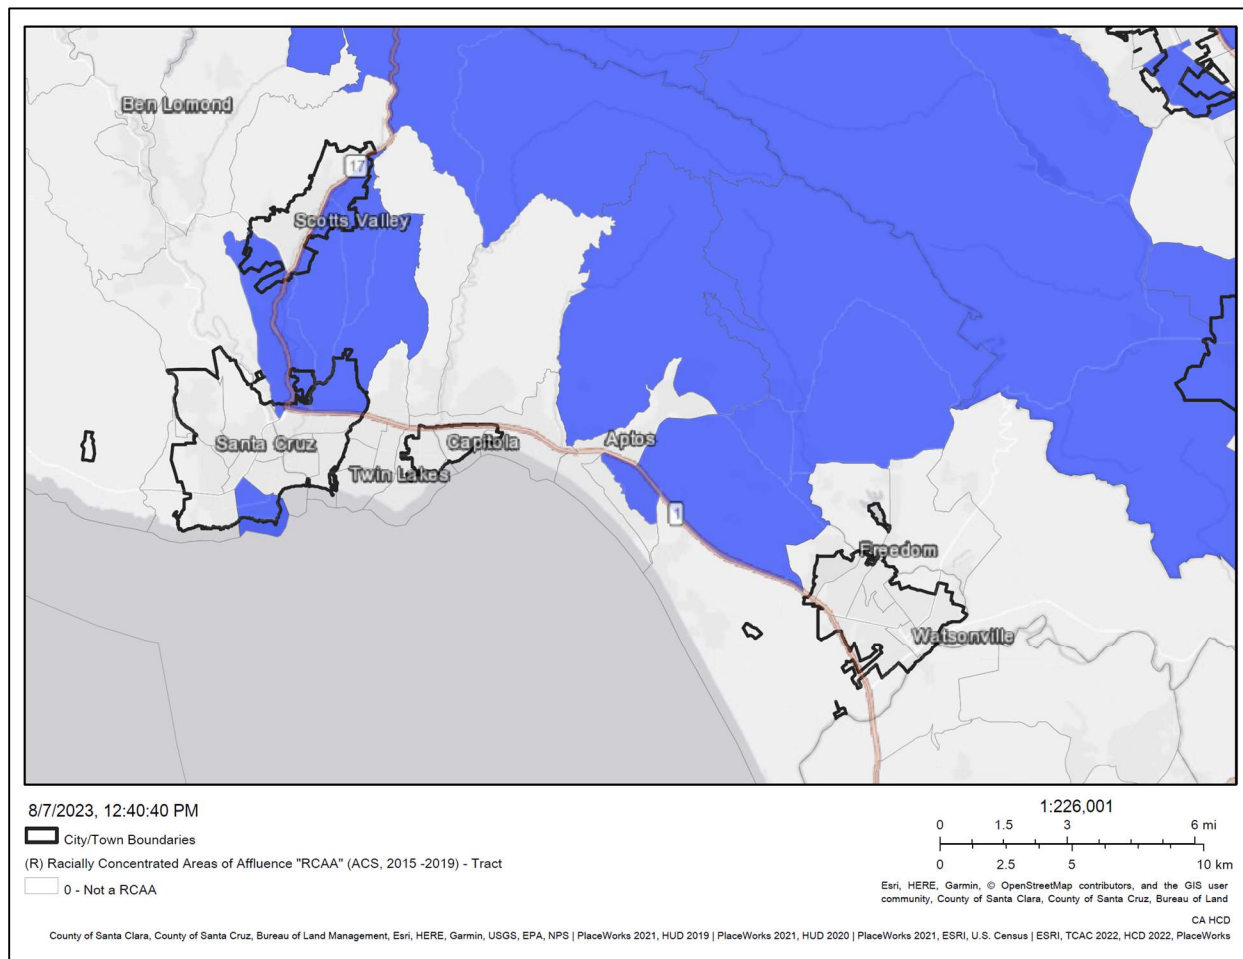 Ben Lomond
17
Scotts Valley
Santa Cruz
Capitola
Aptos
Twin Lakes
1
Freedom
Watsonville
8/7/2023, 12:40:40 PM
City/Town Boundaries
(R) Racially Concentrated Areas of Affluence "RCAA" (ACS, 2015 -2019) - Tract
0 - Not a RCAA
1:226,001
0 1.5 3 6 mi
0 2.5 5 10 km
Esri, HERE, Garmin, © OpenStreetMap contributors, and the GIS user
community, County of Santa Clara, County of Santa Cruz, Bureau of Land
CA HCD
County of Santa Clara, County of Santa Cruz, Bureau of Land Management, Esri, HERE, Garmin, USGS, EPA, NPS | PlaceWorks 2021, HUD 2019 | PlaceWorks 2021, HUD 2020 | PlaceWorks 2021, ESRI, U.S. Census | ESRI, TCAC 2022, HCD 2022, PlaceWorks